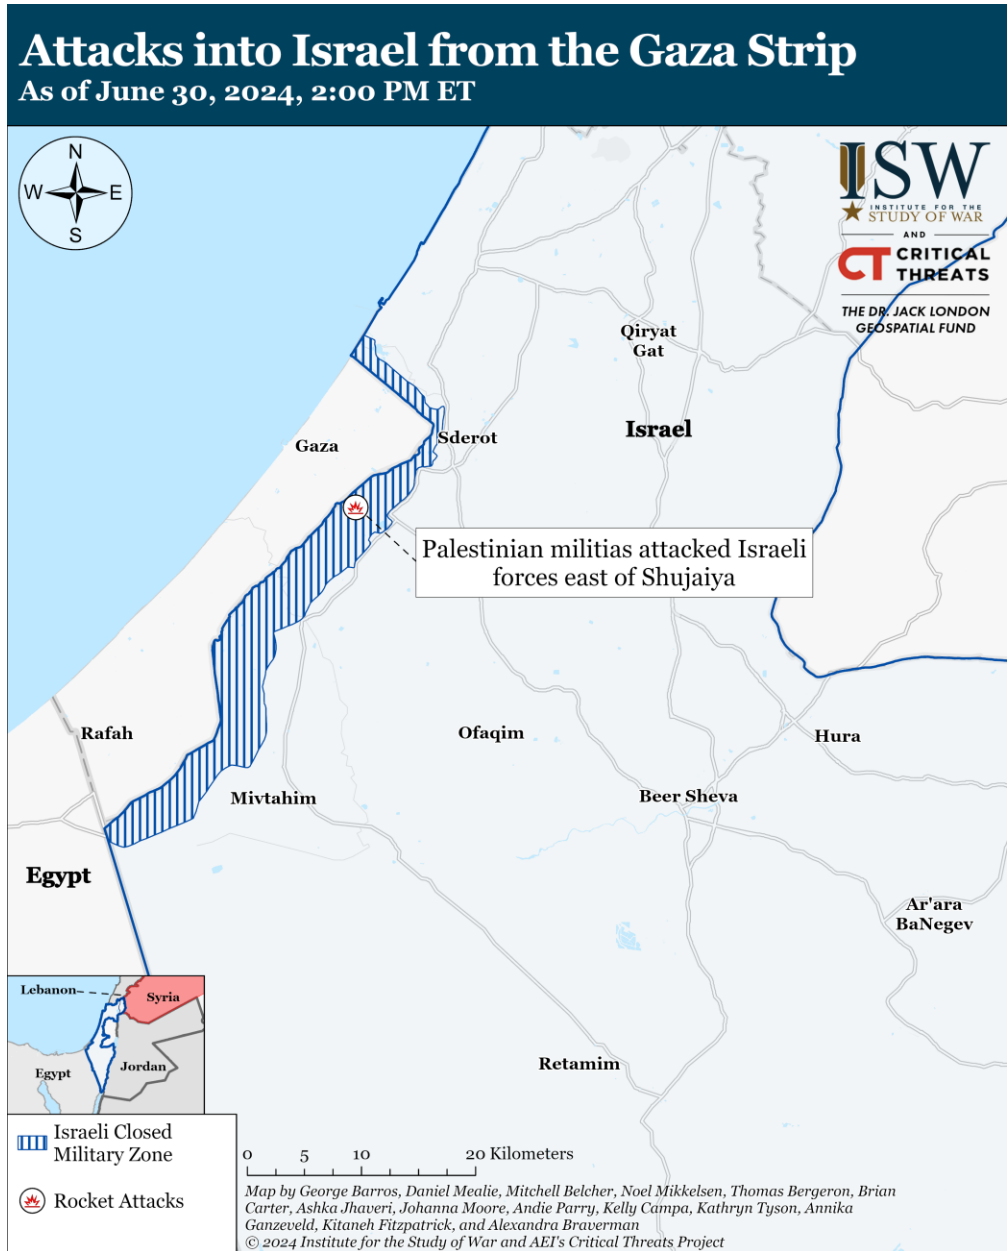 Attacks into Israel from the Gaza Strip
As of June 30, 2024, 2:00 PM ET
N
W
E
S
ISW
INSTITUTE FOR THE
STUDY OF WAR
AND
CT CRITICAL
THREATS
THE DR. JACK LONDON
GEOSPATIAL FUND
Qiryat
Gat
Israel
Sderot
Gaza
Palestinian militias attacked Israeli
forces east of Shujaiya
Rafah
Ofaqim
Hura
Mivtahim
Beer Sheva
Egypt
Ar'ara
BaNegev
Retamim
Lebanon
Syria
Egypt
Jordan
Israeli Closed
Military Zone
Rocket Attacks
0 5 10 20 Kilometers
Map by George Barros, Daniel Mealie, Mitchell Belcher, Noel Mikkelsen, Thomas Bergeron, Brian
Carter, Ashka Jhaveri, Johanna Moore, Andie Parry, Kelly Campa, Kathryn Tyson, Annika
Ganzeveld, Kitaneh Fitzpatrick, and Alexandra Braverman
© 2024 Institute for the Study of War and AEI's Critical Threats Project